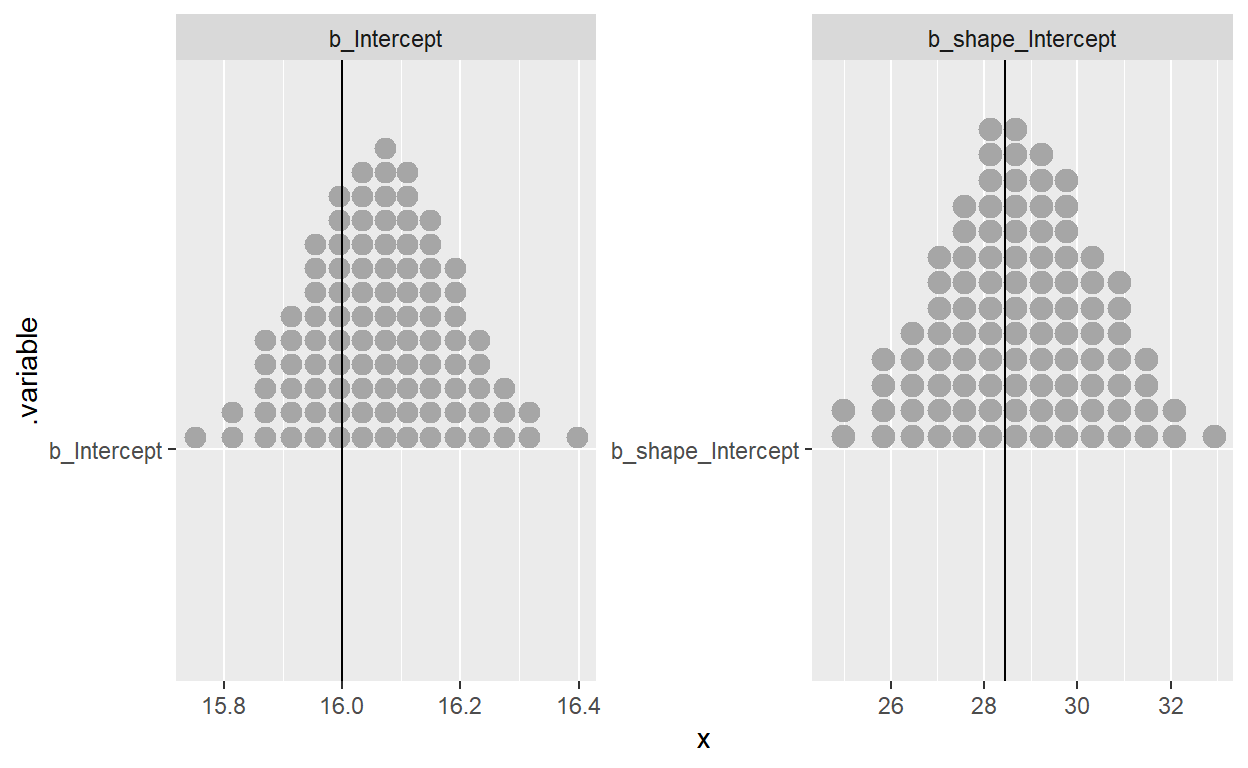 b_Intercept
b_shape_Intercept
.variable
b_Intercept
b_shape_Intercept
15.8 16.0 16.2 16.4
26 28 30 32
x